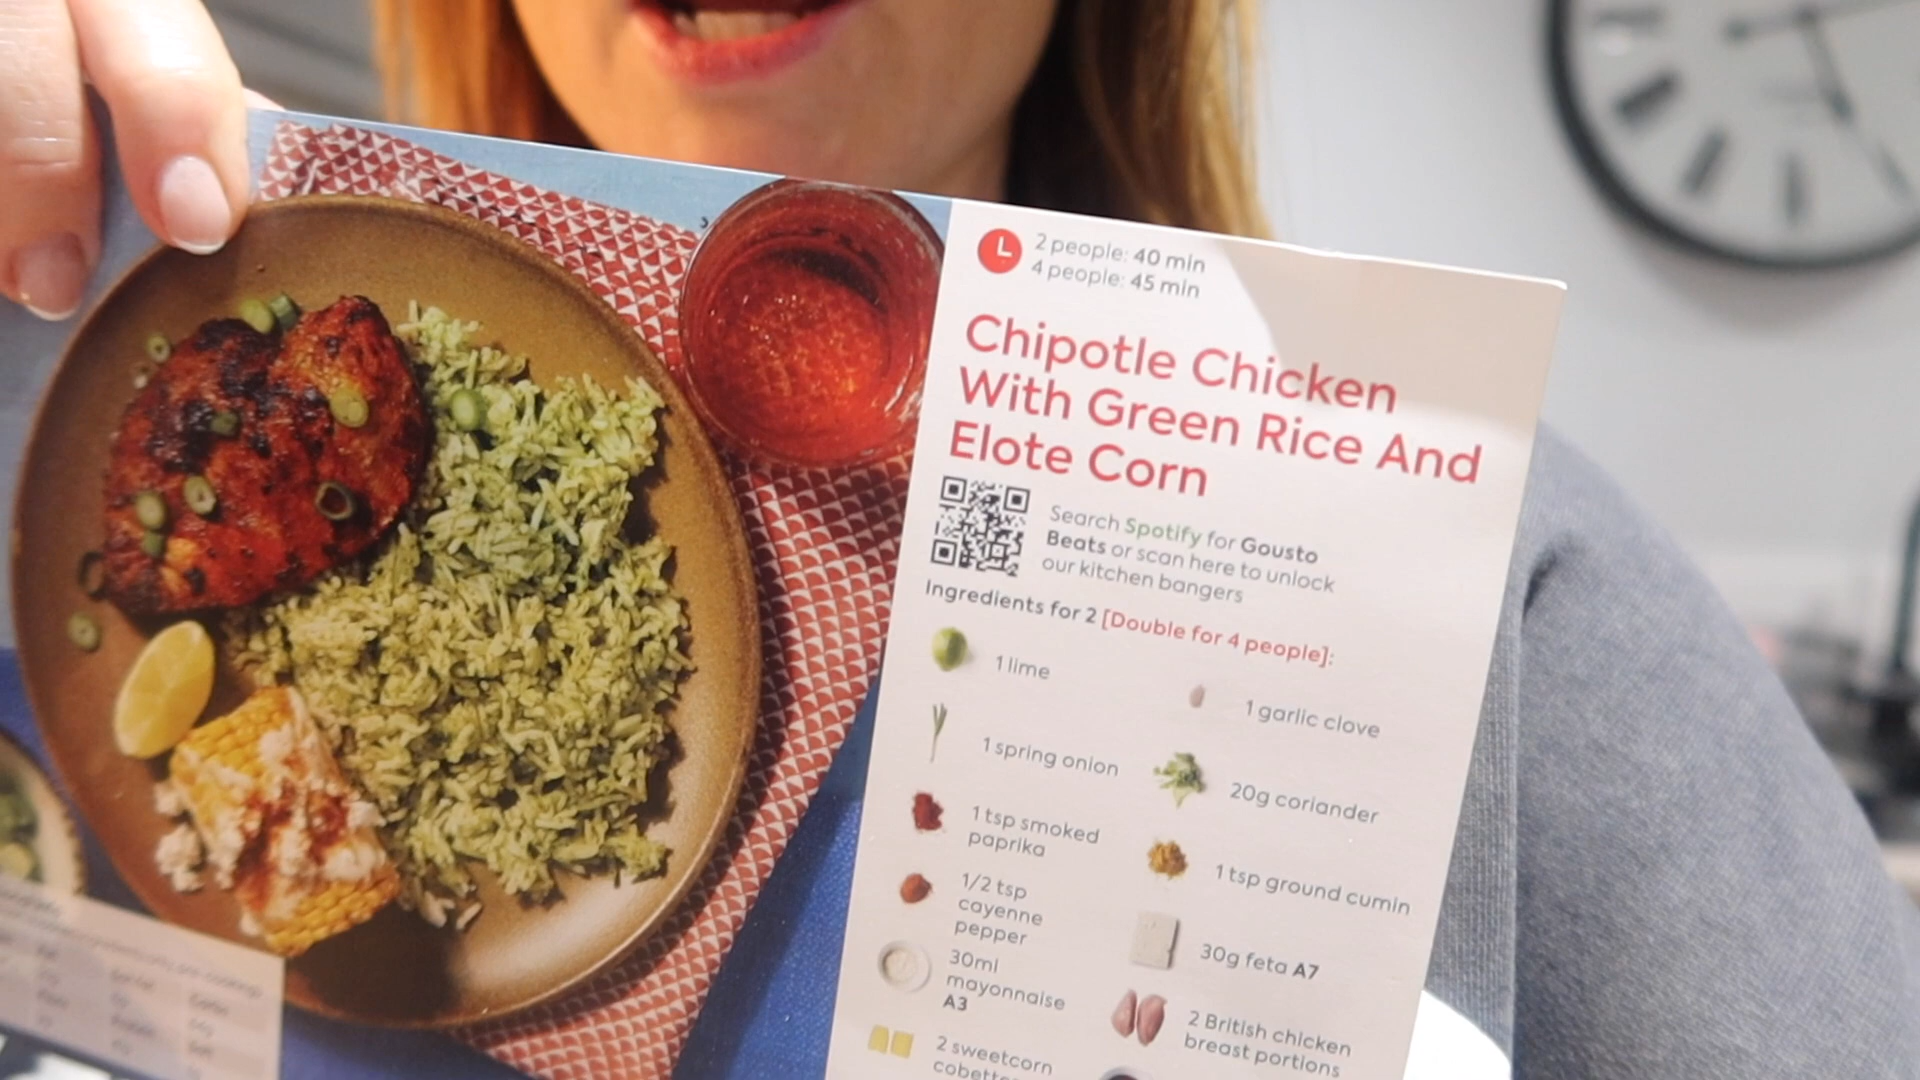 2 people: 40 min
4 people: 45 min
Chipotle Chicken
With Green Rice And
Elote Corn
Search Spotify for Gousto
Beats or scan here to unlock
our kitchen bangers
Ingredients for 2 [Double for 4 people]:
1 lime
1 garlic clove
1 spring onion
20g coriander
1 tsp smoked
paprika
1 tsp ground cumin
1/2 tsp
cayenne
pepper
30g feta A7
30ml
mayonnaise
A3
2 British chicken
breast portions
2 sweetcorn